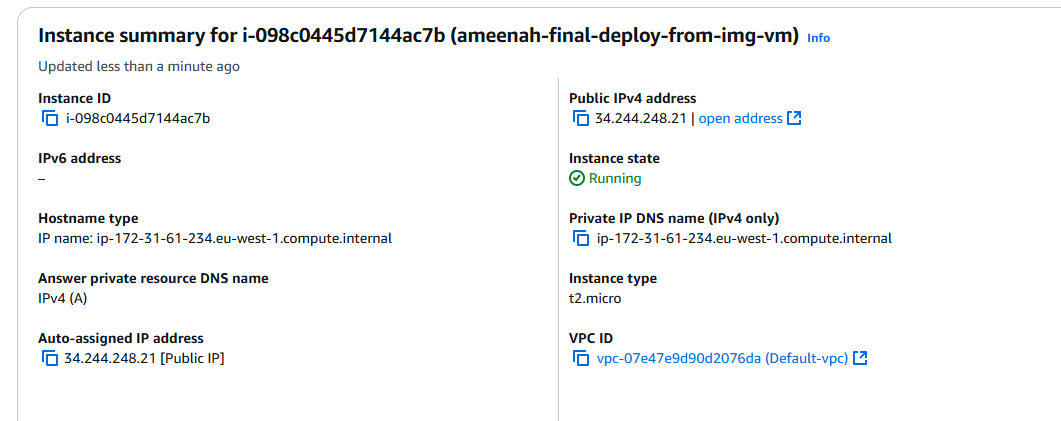 Instance summary for i-098c0445d7144ac7b (ameenah-final-deploy-from-img-vm) Info
Updated less than a minute ago
Instance ID
i-098c0445d7144ac7b
Public IPv4 address
34.244.248.21 | open address
IPv6 address
–
Instance state
Running
Hostname type
IP name: ip-172-31-61-234.eu-west-1.compute.internal
Private IP DNS name (IPv4 only)
ip-172-31-61-234.eu-west-1.compute.internal
Answer private resource DNS name
IPv4 (A)
Instance type
t2.micro
Auto-assigned IP address
34.244.248.21 [Public IP]
VPC ID
vpc-07e47e9d90d2076da (Default-vpc)